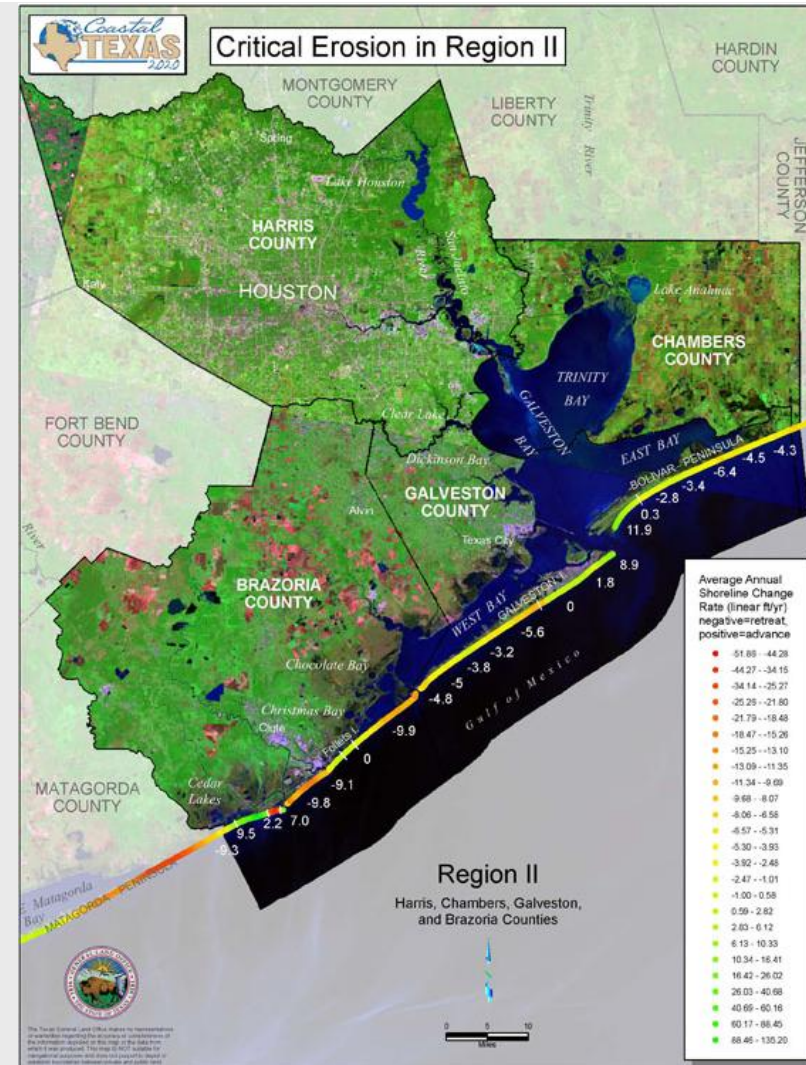 Coastal
TEXAS
2020
Critical Erosion in Region II
HARDIN
COUNTY
MONTGOMERY
COUNTY
LIBERTY
COUNTY
Trinity
River
JEFFERSON
COUNTY
Spring
Lake Houston
HARRIS
COUNTY
San Jacinto
River
Katy
HOUSTON
Lake Anahuac
CHAMBERS
COUNTY
TRINITY
BAY
GALVESTON
BAY
FORT BEND
COUNTY
Clear Lake
EAST BAY
Dickinson Bay
BOLIVAR PENINSULA
-4.3
-4.5
-6.4
-3.4
-2.8
0.3
11.9
GALVESTON
COUNTY
Alvin
Texas City
River
BRAZORIA
COUNTY
WEST BAY
GALVESTON I.
8.9
1.8
0
-5.6
-3.2
-3.8
-5
-4.8
Chocolate Bay
Gulf of Mexico
Christmas Bay
-9.9
Clute
Follets I.
0
-9.1
-9.8
7.0
2.2
9.5
-9.3
MATAGORDA
COUNTY
Cedar
Lakes
E. Matagorda
Bay
MATAGORDA PENINSULA
Average Annual
Shoreline Change
Rate (linear ft/yr)
negative=retreat,
positive=advance
-51.88 - -44.28
-44.27 - -34.15
-34.14 - -25.27
-25.26 - -21.80
-21.79 - -18.48
-18.47 - -15.26
-15.25 - -13.10
-13.09 - -11.35
-11.34 - -9.69
-9.68 - -8.07
-8.06 - -6.58
-6.57 - -5.31
-5.30 - -3.93
-3.92 - -2.48
-2.47 - -1.01
-1.00 - 0.58
0.59 - 2.82
2.83 - 6.12
6.13 - 10.33
10.34 - 16.41
16.42 - 26.02
26.03 - 40.68
40.69 - 60.16
60.17 - 88.45
88.46 - 135.20
Region II
Harris, Chambers, Galveston,
and Brazoria Counties
0 5 10
Miles